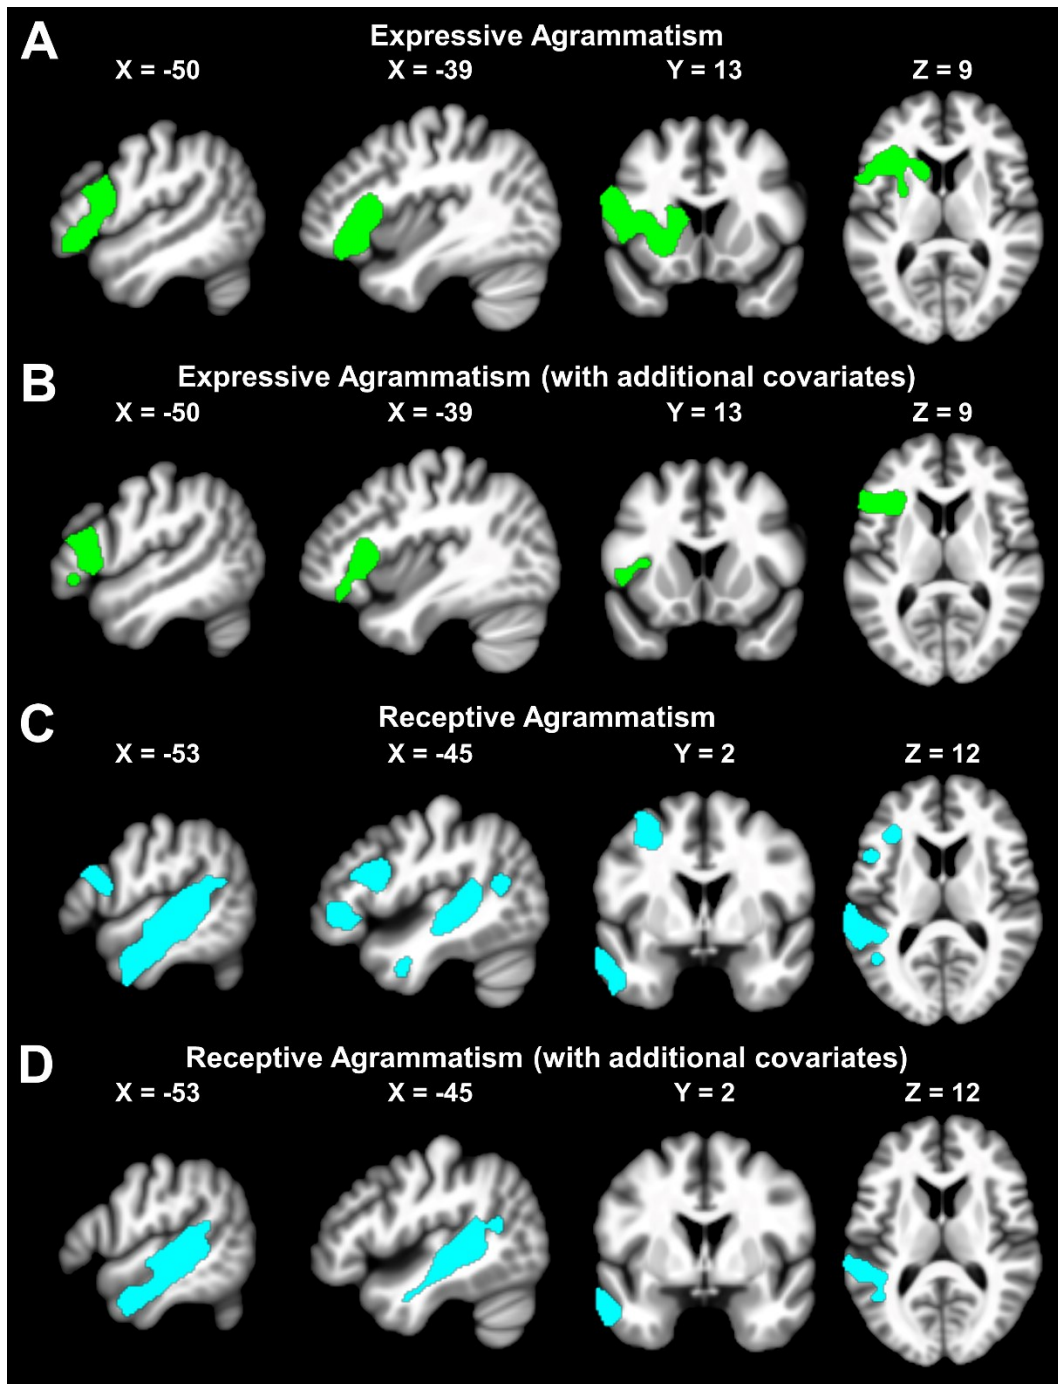 A
Expressive Agrammatism
X = -50 X = -39 Y = 13 Z = 9
B
Expressive Agrammatism (with additional covariates)
X = -50 X = -39 Y = 13 Z = 9
C
Receptive Agrammatism
X = -53 X = -45 Y = 2 Z = 12
D
Receptive Agrammatism (with additional covariates)
X = -53 X = -45 Y = 2 Z = 12